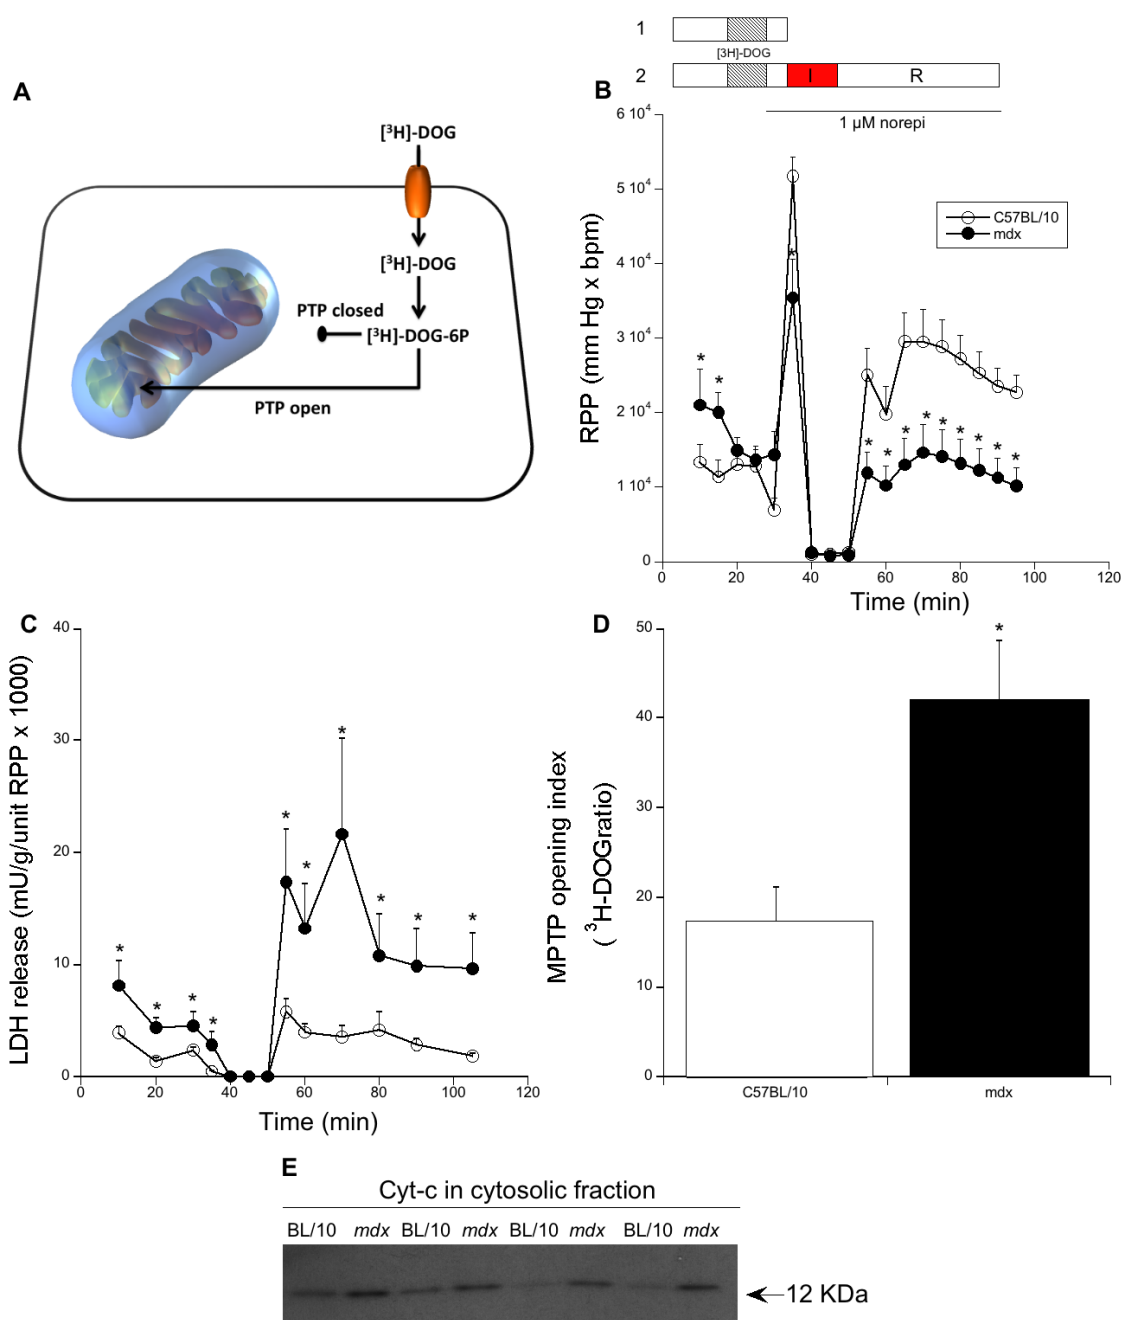 1
[3H]-DOG
2
I
R
A
[³H]-DOG
[³H]-DOG
PTP closed
[³H]-DOG-6P
PTP open
B
1 µM norepi
6 10⁴
5 10⁴
4 10⁴
3 10⁴
2 10⁴
1 10⁴
0
RPP (mm Hg x bpm)
C57BL/10
mdx
* * * * * * * * * * * *
0 20 40 60 80 100 120
Time (min)
C
40
30
20
10
0
LDH release (mU/g/unit RPP x 1000)
* * * * * * * * * *
0 20 40 60 80 100 120
Time (min)
D
50
40
30
20
10
0
MPTP opening index
( ³H-DOGratio)
*
C57BL/10 mdx
E
Cyt-c in cytosolic fraction
BL/10 mdx BL/10 mdx BL/10 mdx BL/10 mdx
12 KDa